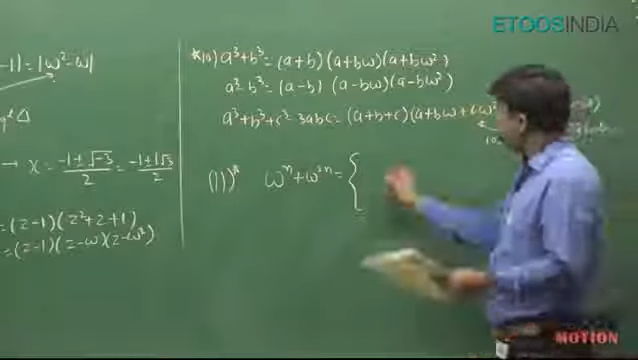 ETOOSINDIA
-1| = |ω²-ω|
→ x = -1±√-3/2 = -1±i√3/2
= (z-1)(z²+z+1)
= (z-1)(z-ω)(z-ω²)
*(10) a³+b³ = (a+b)(a+bω)(a+bω²)
a³-b³ = (a-b)(a-bω)(a-bω²)
a³+b³+c³-3abc = (a+b+c)(a+bω+cω²
(11)* ωⁿ+ω²ⁿ = {
MOTION